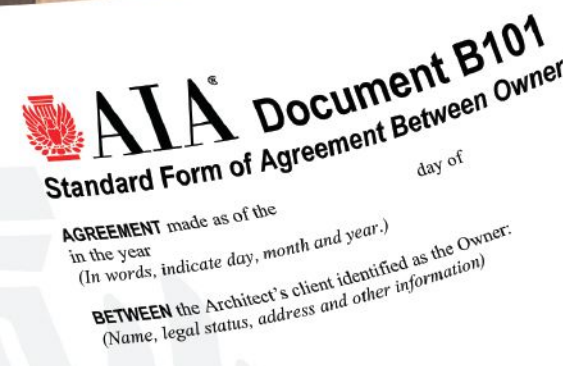 AIA® Document B101
Standard Form of Agreement Between Owner
AGREEMENT made as of the day of
in the year
(In words, indicate day, month and year.)
BETWEEN the Architect's client identified as the Owner:
(Name, legal status, address and other information)